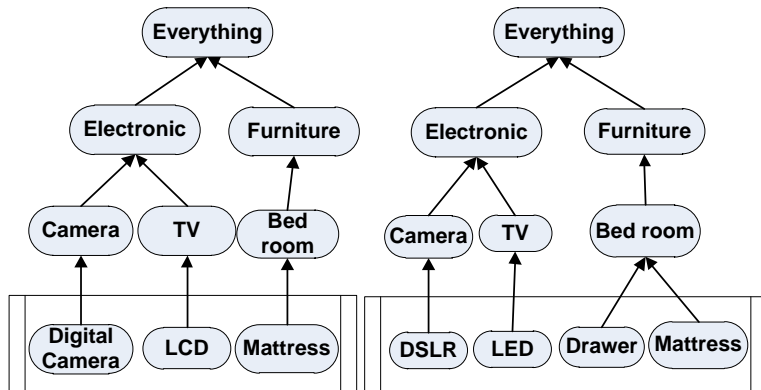 Everything
Electronic
Furniture
Camera
TV
Bed
room
Digital
Camera
LCD
Mattress
Everything
Electronic
Furniture
Camera
TV
Bed room
DSLR
LED
Drawer
Mattress